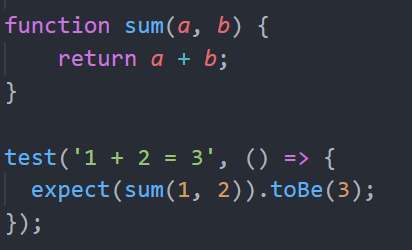 function sum(a, b) {
    return a + b;
}

test('1 + 2 = 3', () => {
  expect(sum(1, 2)).toBe(3);
});